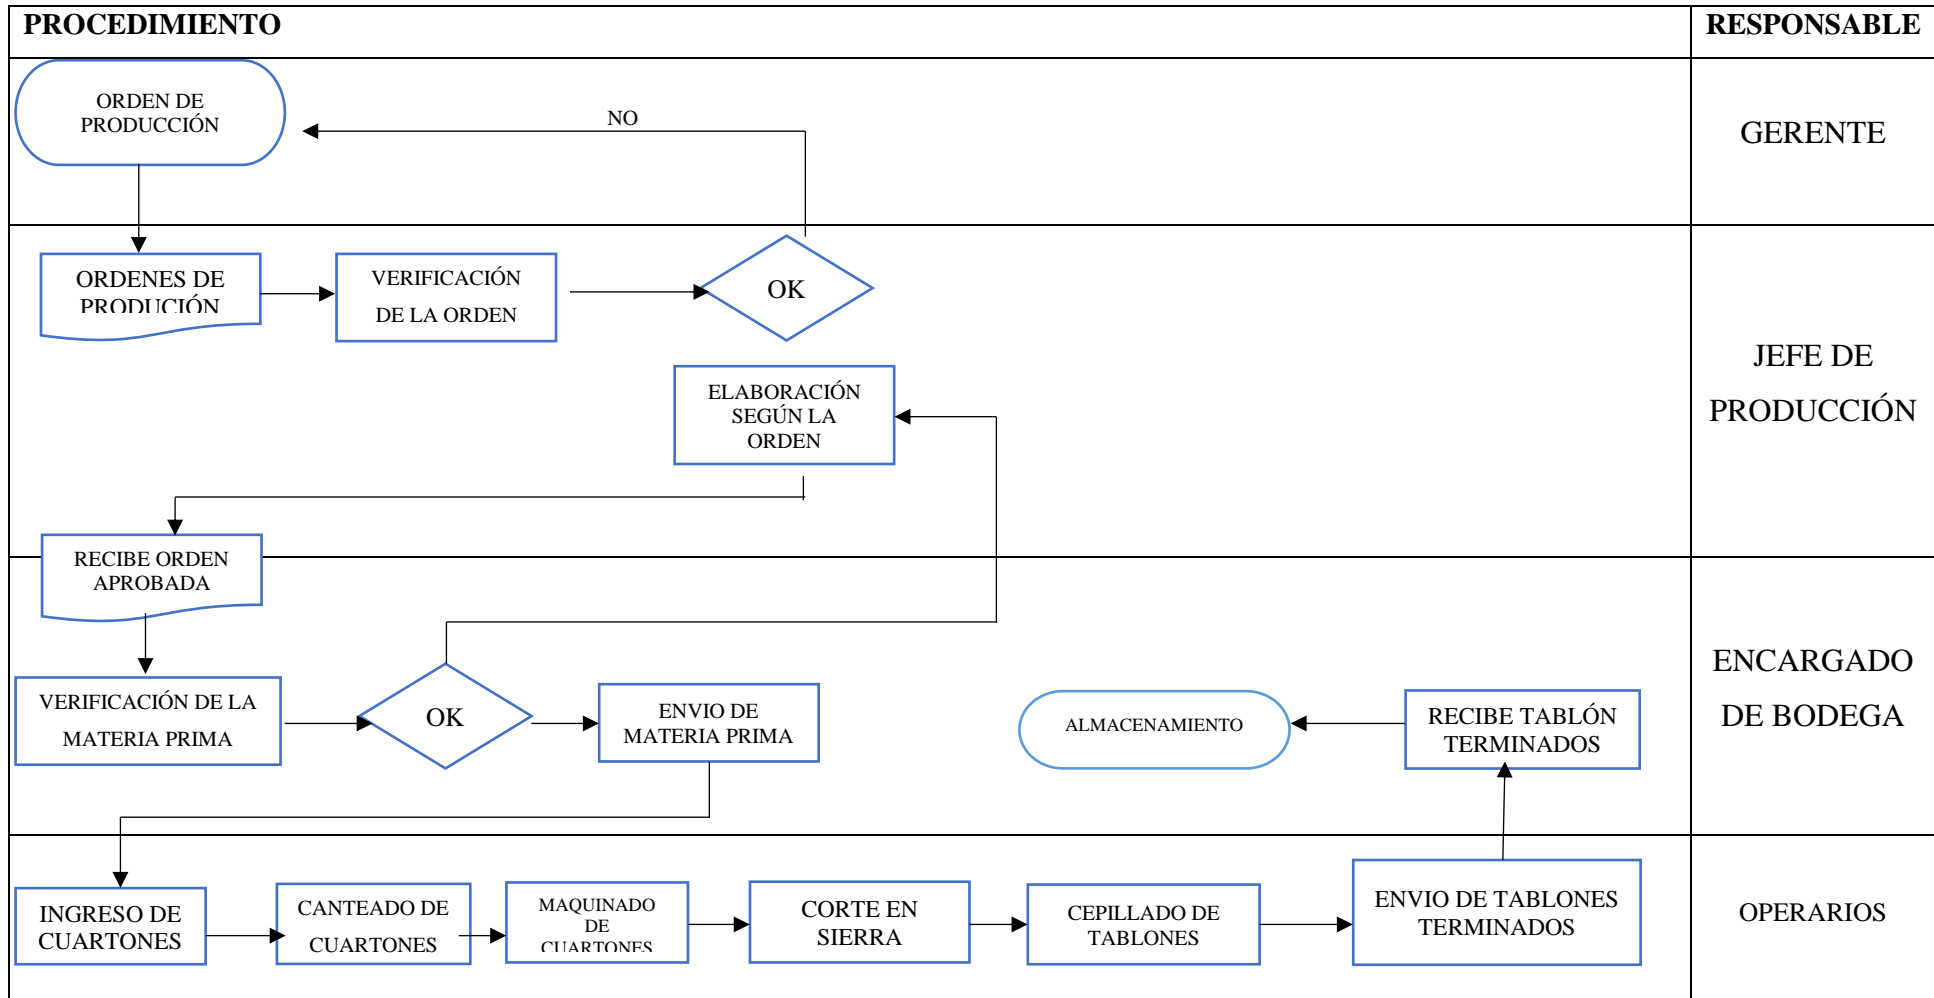 PROCEDIMIENTO
RESPONSABLE
ORDEN DE
PRODUCCIÓN
NO
GERENTE
ORDENES DE
PRODUCIÓN
VERIFICACIÓN
DE LA ORDEN
OK
ELABORACIÓN
SEGÚN LA
ORDEN
JEFE DE
PRODUCCIÓN
RECIBE ORDEN
APROBADA
VERIFICACIÓN DE LA
MATERIA PRIMA
OK
ENVIO DE
MATERIA PRIMA
ALMACENAMIENTO
RECIBE TABLÓN
TERMINADOS
ENCARGADO
DE BODEGA
INGRESO DE
CUARTONES
CANTEADO DE
CUARTONES
MAQUINADO
DE
CUARTONES
CORTE EN
SIERRA
CEPILLADO DE
TABLONES
ENVIO DE TABLONES
TERMINADOS
OPERARIOS